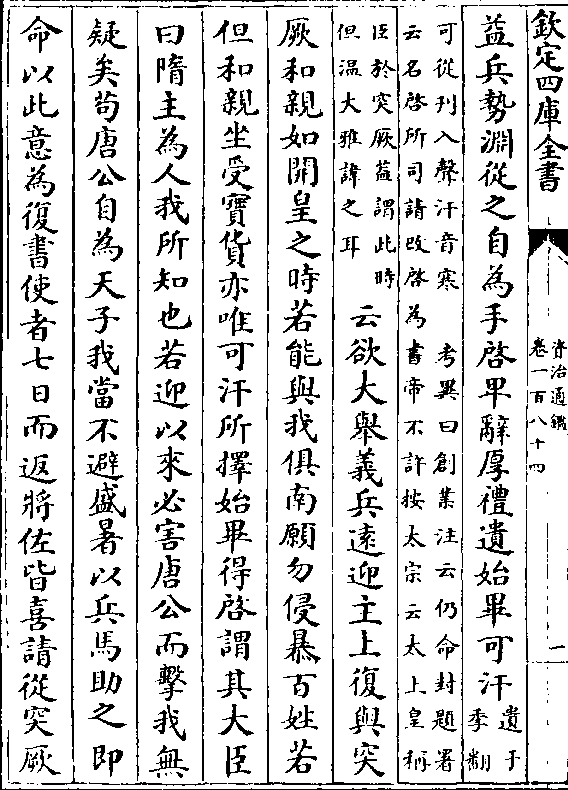 欽定四庫全書
資治通鑑
卷一百八十四
一
益兵勢淵從之自為手啓卑辭厚禮遺始畢可汗
遺于
季翻
可從刋入聲汗音寒　考異曰創業注云仍命封題署
云名啓所司請改啓為書帝不許按太宗云太上皇稱
臣於突厥葢謂此時
但温大雅諱之耳
云欲大舉義兵遠迎主上復與突
厥和親如開皇之時若能與我俱南願勿侵暴百姓若
但和親坐受寶貨亦唯可汗所擇始畢得啓謂其大臣
曰隋主為人我所知也若迎以來必害唐公而擊我無
疑矣苟唐公自為天子我當不避盛暑以兵馬助之即
命以此意為復書使者七日而返將佐皆喜請從突厥